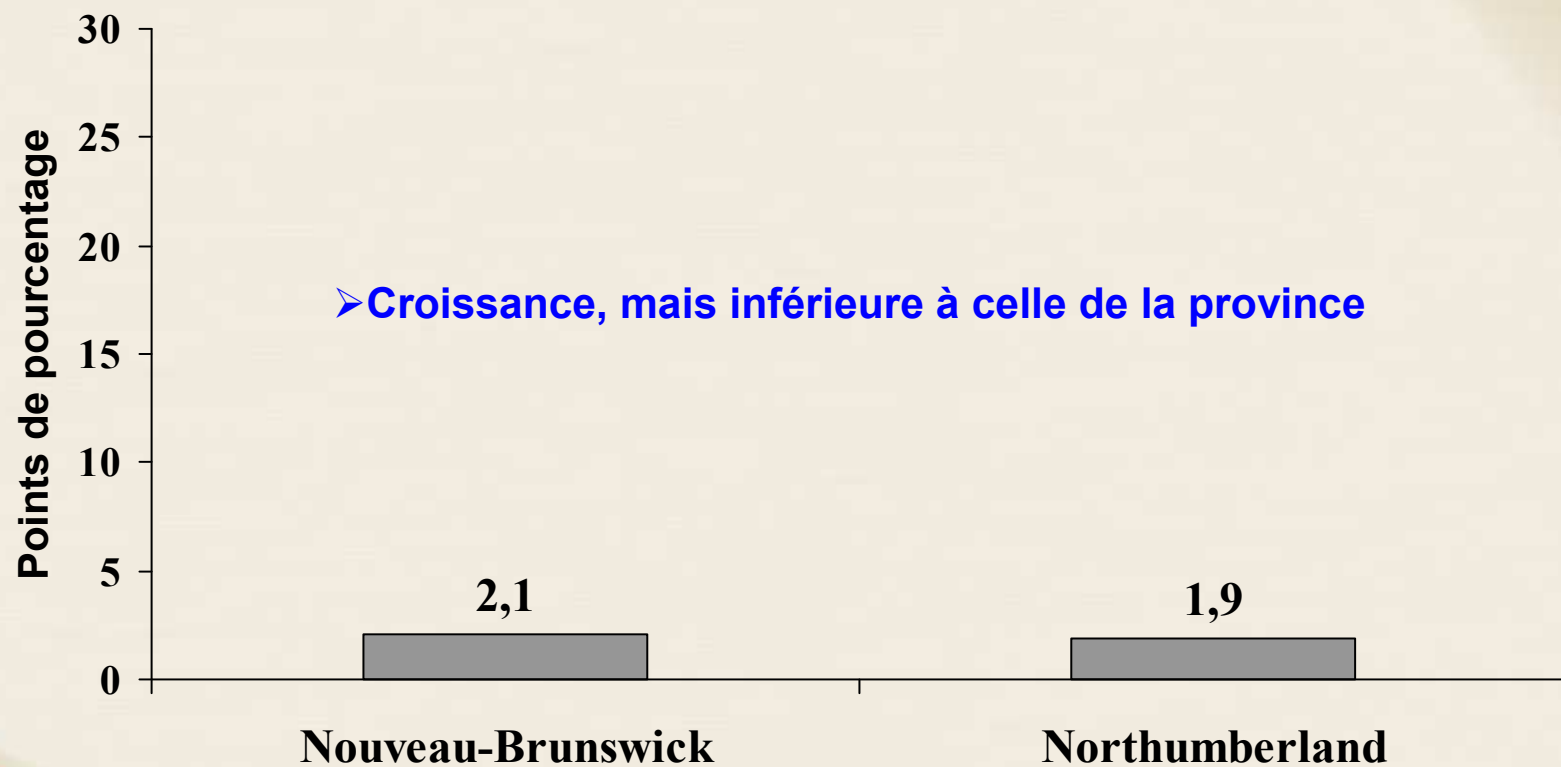 30
25
20
15
10
5
0
Points de pourcentage
➢Croissance, mais inférieure à celle de la province
2,1
1,9
Nouveau-Brunswick
Northumberland